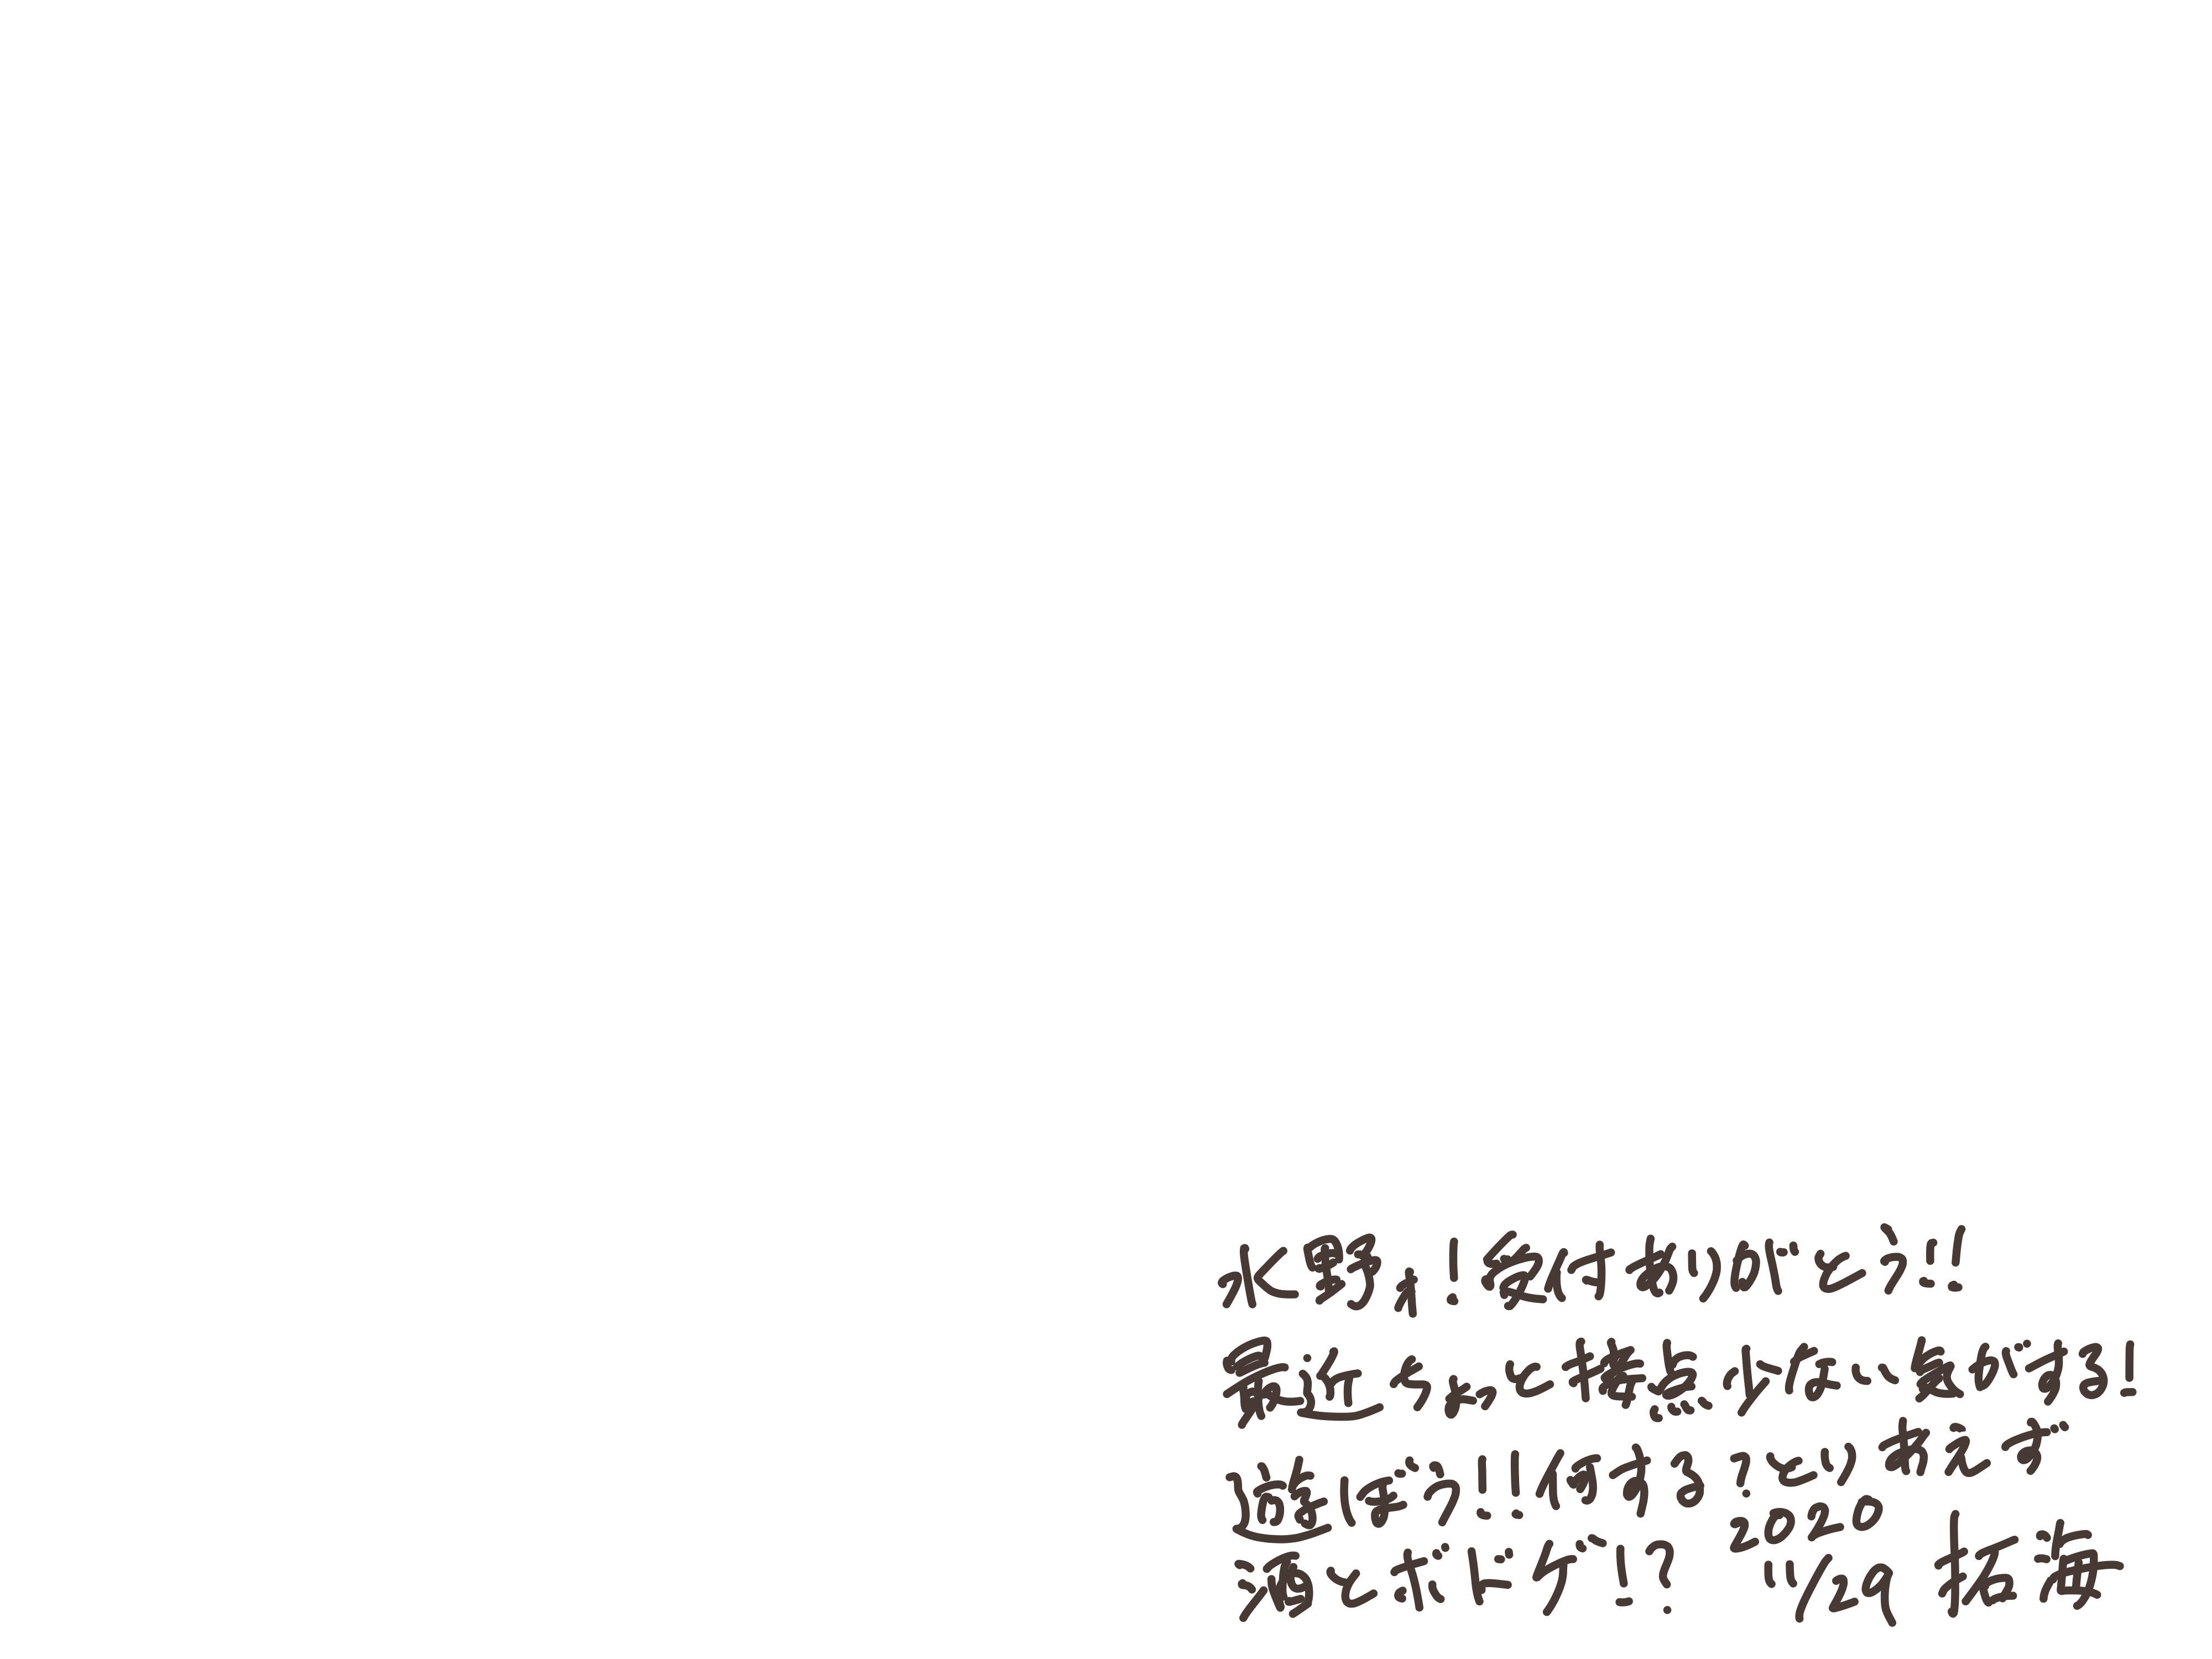 水野!受付ありがとう!!
最近ちょっと接点少ない気がする!
遊ぼう!!何する?とりあえず
酒とボドゲ!?
2020
11/29 拓海